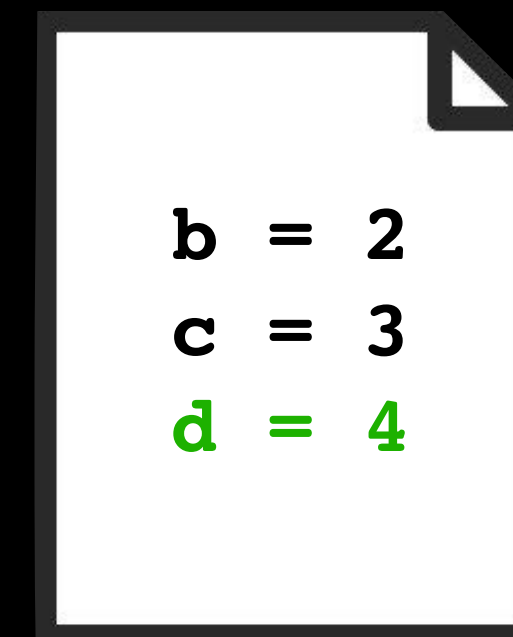 b = 2
c = 3
d = 4